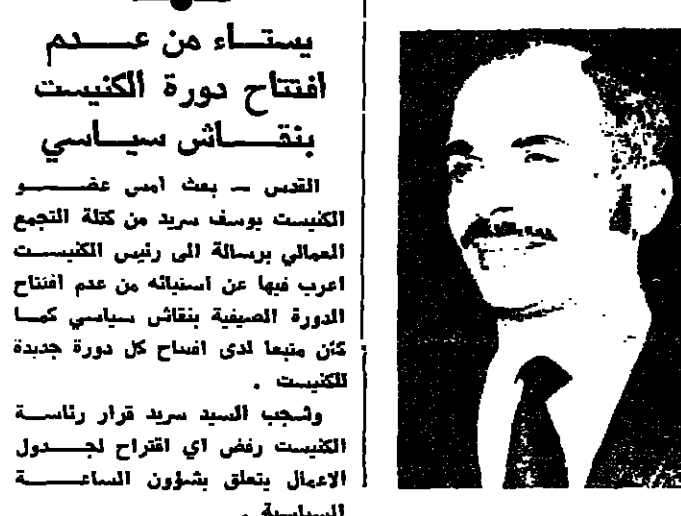 يستاء من عدم
افتتاح دورة الكنيست
بنقاش سياسي
القدس — بعث أمس عضو
الكنيست يوسف سريد من كتلة التجمع
العمالي برسالة الى رئيس الكنيست
اعرب فيها عن استيائه من عدم افتتاح
الدورة الصيفية بنقاش سياسي كما
كان متبعا لدى افساح كل دورة جديدة
للكنيست .
وشجب السيد سريد قرار رئاسة
الكنيست رفض اي اقتراح لجدول
الاعمال يتعلق بشؤون الساعة
السياسية .